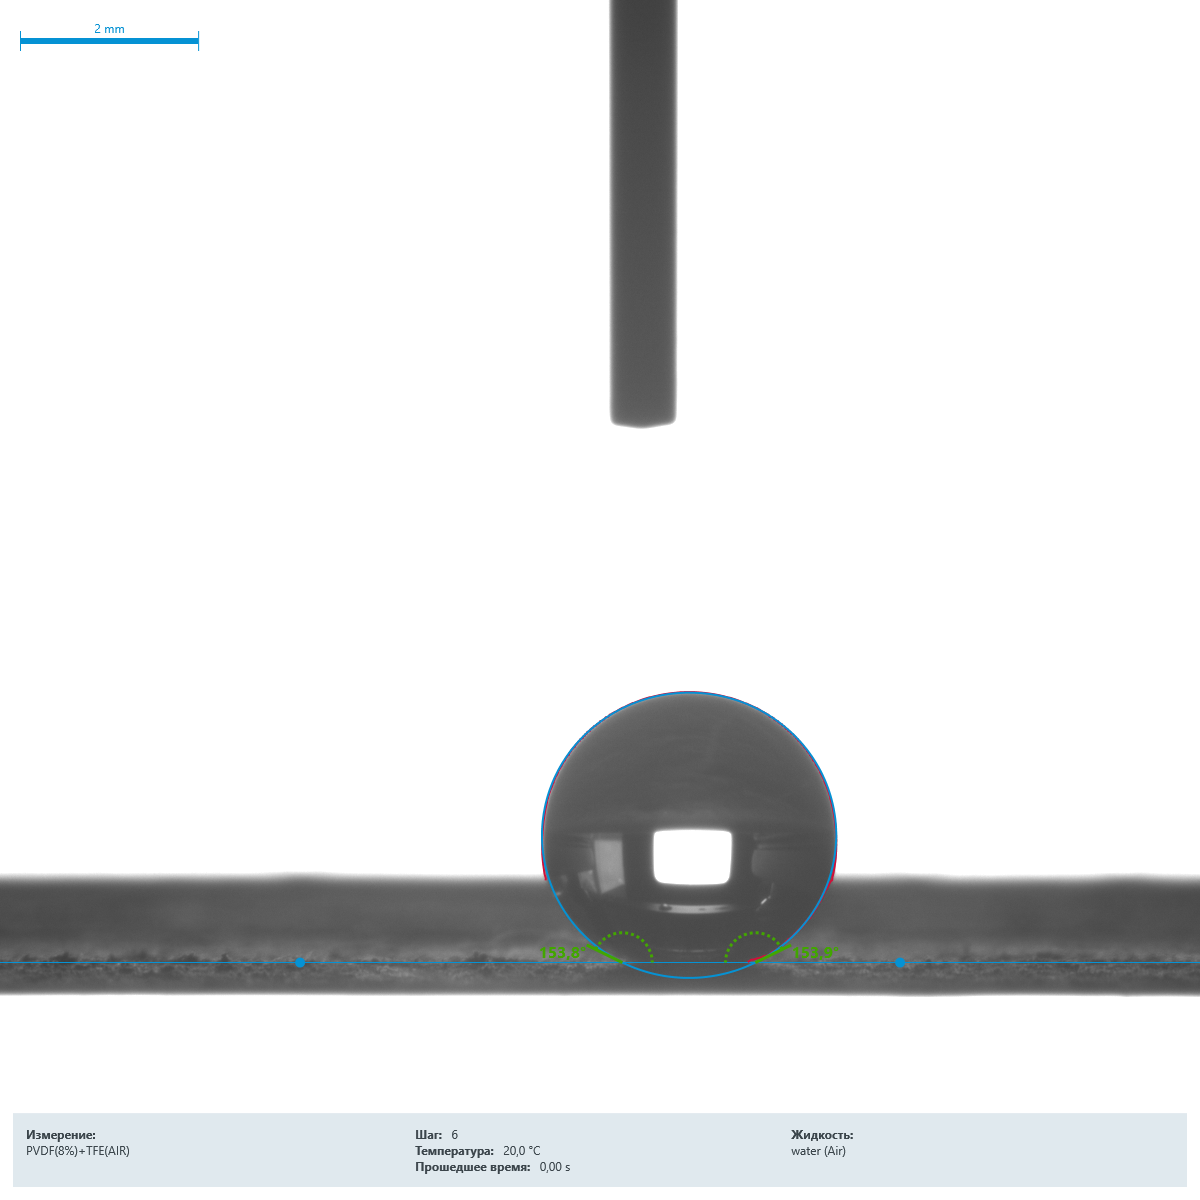 2 mm
153,8° 153,8°
Измерение:
PVDF(8%)+TFE(AIR)
Шаг: 6
Температура: 20,0 °C
Прошедшее время: 0,00 s
Жидкость:
water (Air)